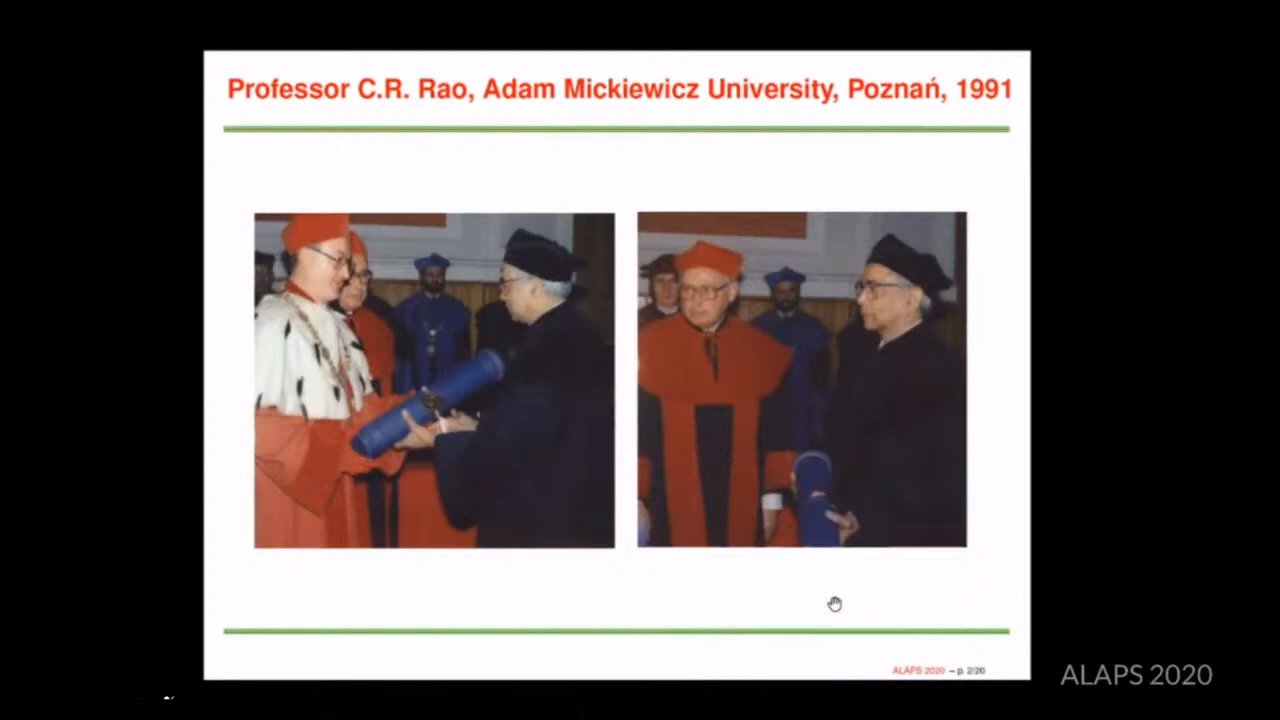 Professor C.R. Rao, Adam Mickiewicz University, Poznań, 1991
ALAPS 2020 – p. 2/20
ALAPS 2020